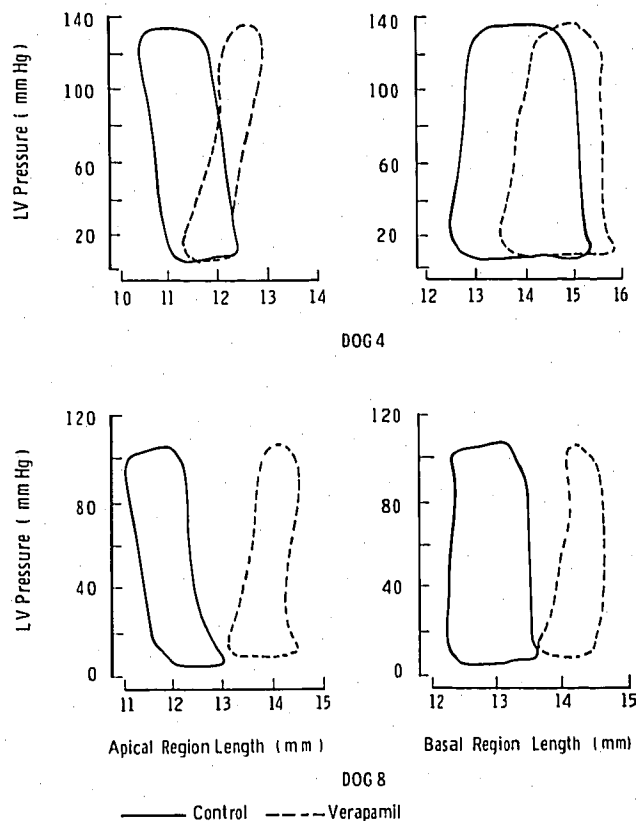 LV Pressure ( mm Hg)
140
100
60
20
10 11 12 13 14
140
100
60
20
12 13 14 15 16
DOG 4
LV Pressure ( mm Hg)
120
80
40
0
11 12 13 14 15
Apical Region Length ( mm )
120
80
40
0
12 13 14 15
Basal Region Length (mm)
DOG 8
Control Verapamil